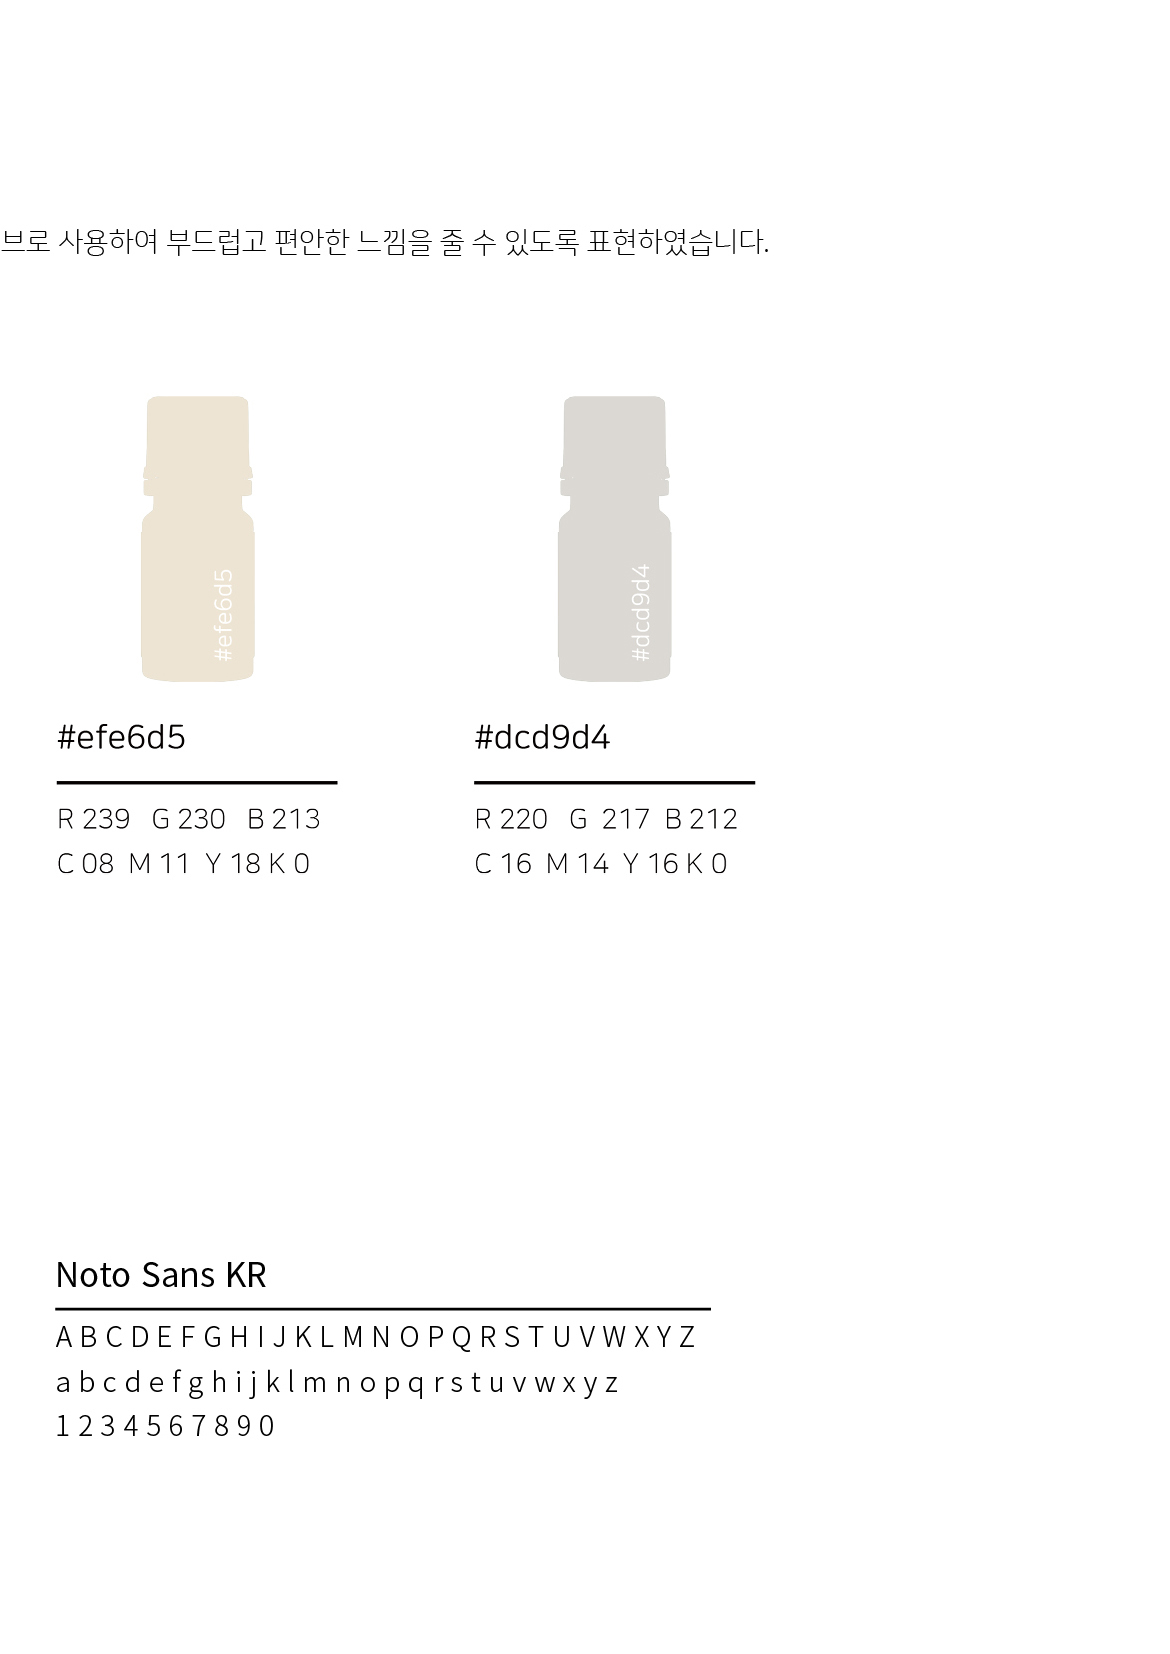 브로 사용하여 부드럽고 편안한 느낌을 줄 수 있도록 표현하였습니다.
#efe6d5
#dcd9d4
#efe6d5
#dcd9d4
R 239 G 230 B 213
R 220 G 217 B 212
C 08 M 11 Y 18 K 0
C 16 M 14 Y 16 K 0
Noto Sans KR
A B C D E F G H I J K L M N O P Q R S T U V W X Y Z
a b c d e f g h i j k l m n o p q r s t u v w x y z
1 2 3 4 5 6 7 8 9 0